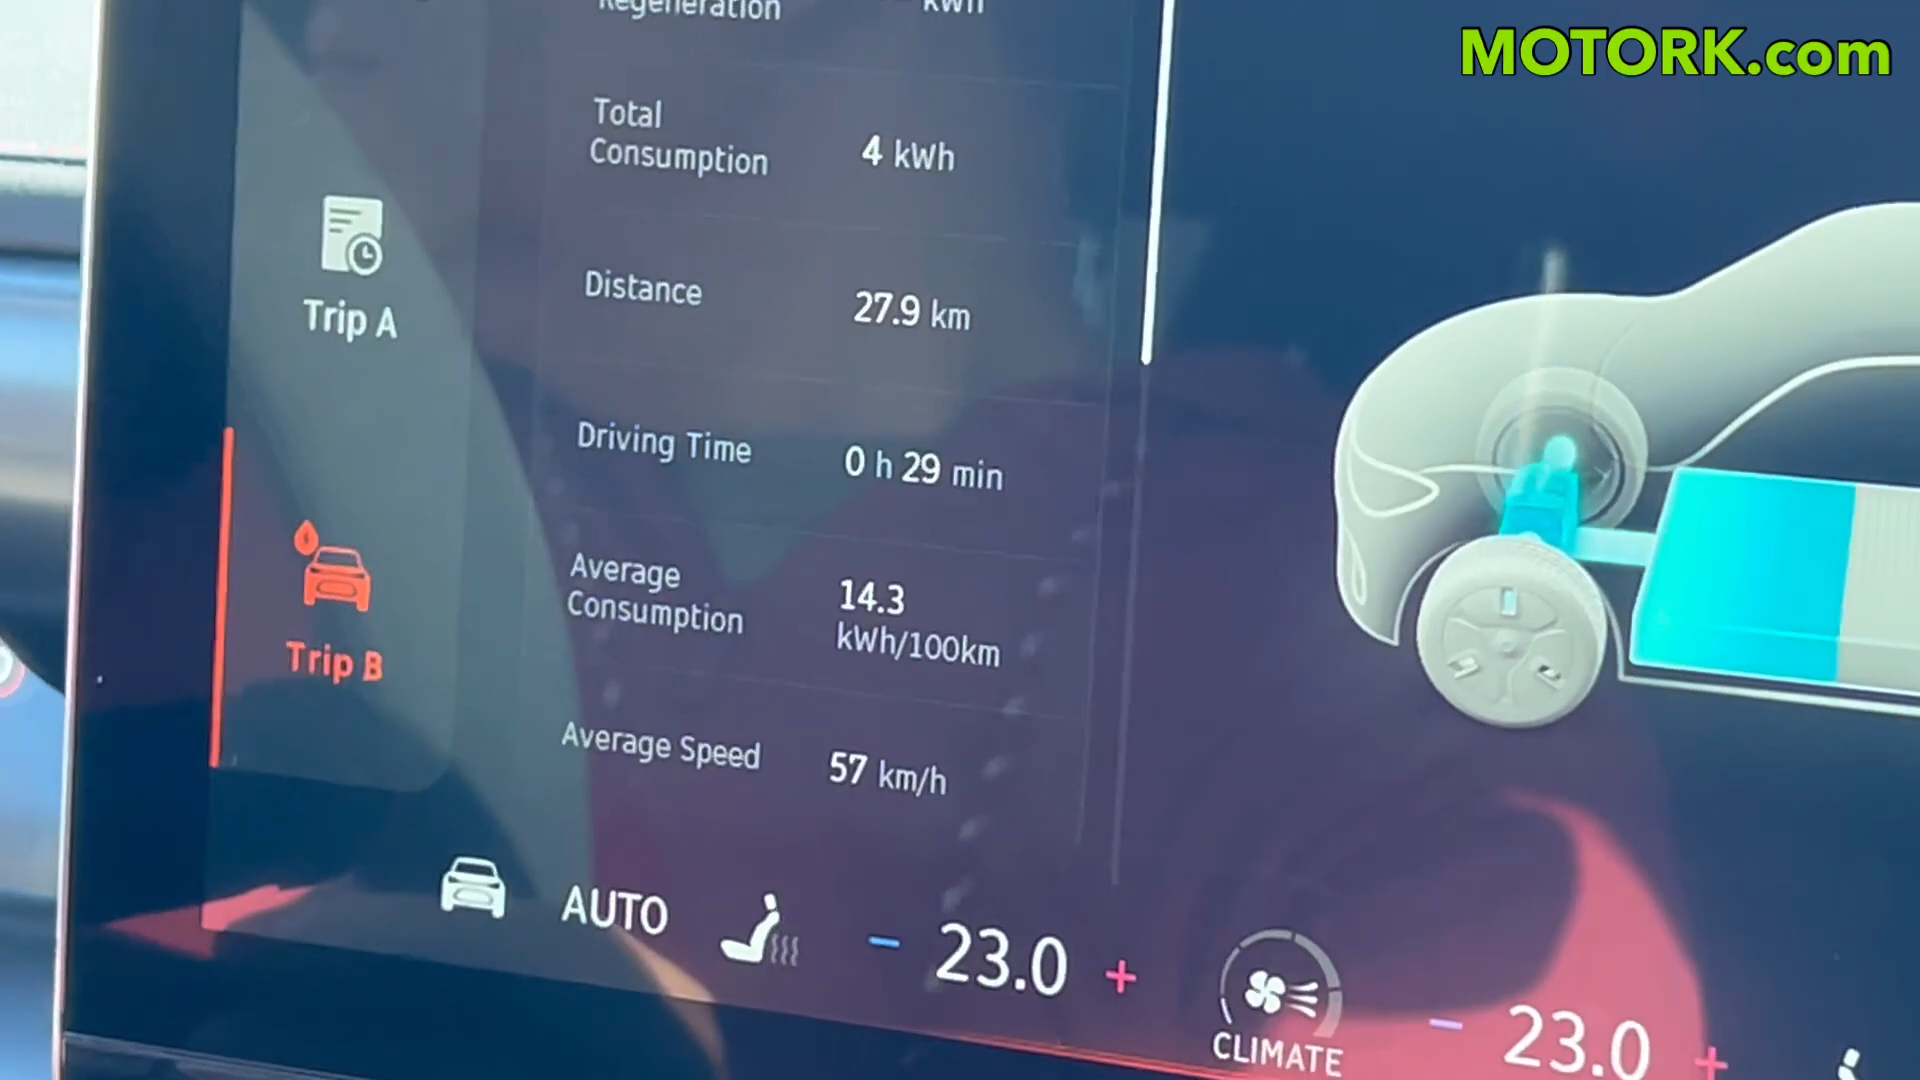 MOTORK.com
Regeneration kWh
Total
Consumption
4 kWh
Distance 27.9 km
Driving Time 0 h 29 min
Average
Consumption
14.3
kWh/100km
Average Speed 57 km/h
Trip A
Trip B
AUTO 23.0 CLIMATE 23.0